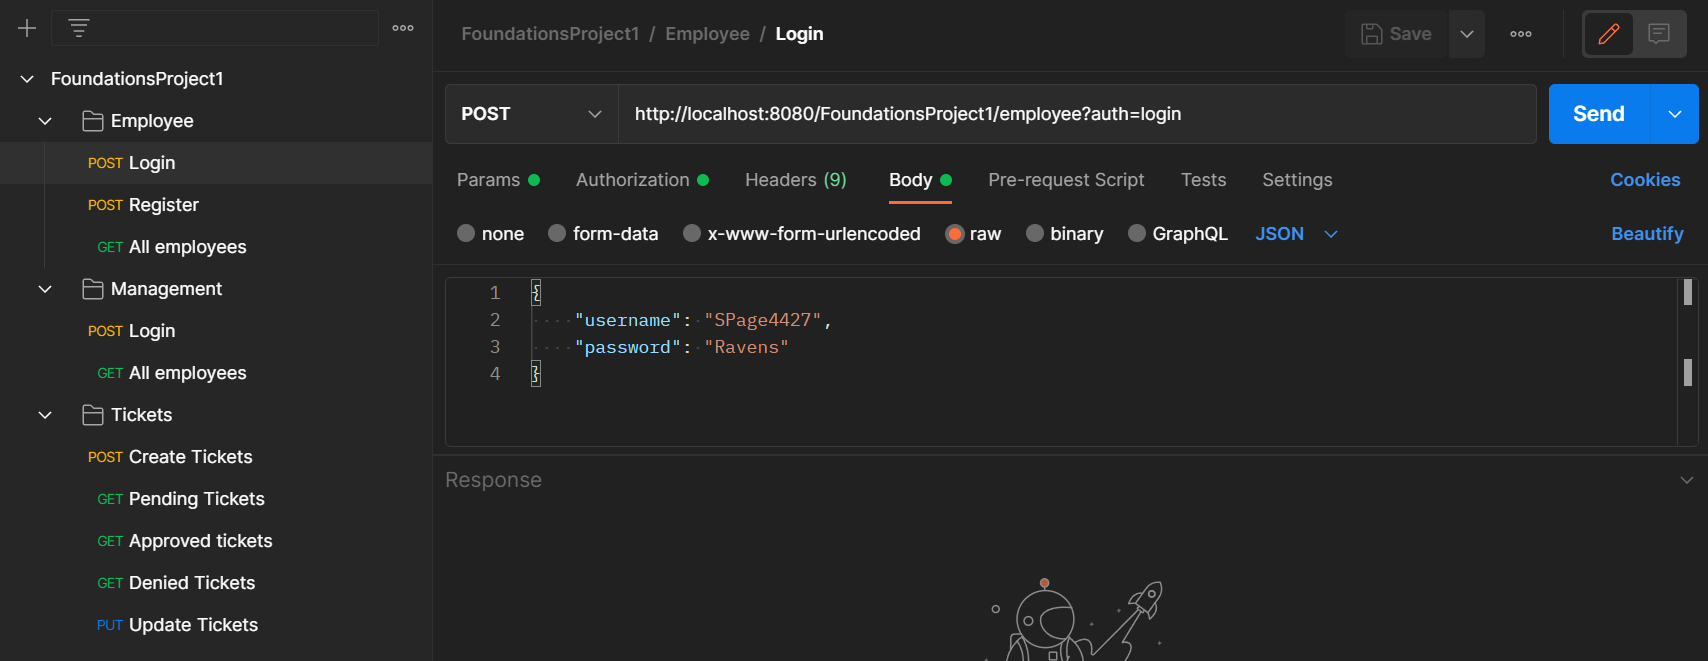 FoundationsProject1
Employee
POST Login
POST Register
GET All employees
Management
POST Login
GET All employees
Tickets
POST Create Tickets
GET Pending Tickets
GET Approved tickets
GET Denied Tickets
PUT Update Tickets
FoundationsProject1 / Employee / Login
Save
POST http://localhost:8080/FoundationsProject1/employee?auth=login Send
Params Authorization Headers (9) Body Pre-request Script Tests Settings Cookies
none form-data x-www-form-urlencoded raw binary GraphQL JSON Beautify
1 {
2 "username": "SPage4427",
3 "password": "Ravens"
4 }
Response